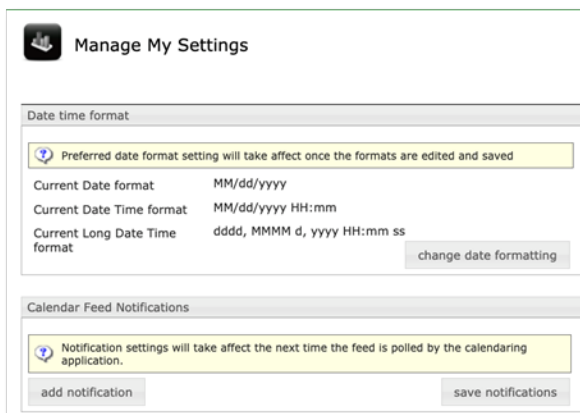 Manage My Settings
Date time format
Preferred date format setting will take affect once the formats are edited and saved
Current Date format MM/dd/yyyy
Current Date Time format MM/dd/yyyy HH:mm
Current Long Date Time dddd, MMMM d, yyyy HH:mm ss
format
change date formatting
Calendar Feed Notifications
Notification settings will take affect the next time the feed is polled by the calendaring
application.
add notification save notifications